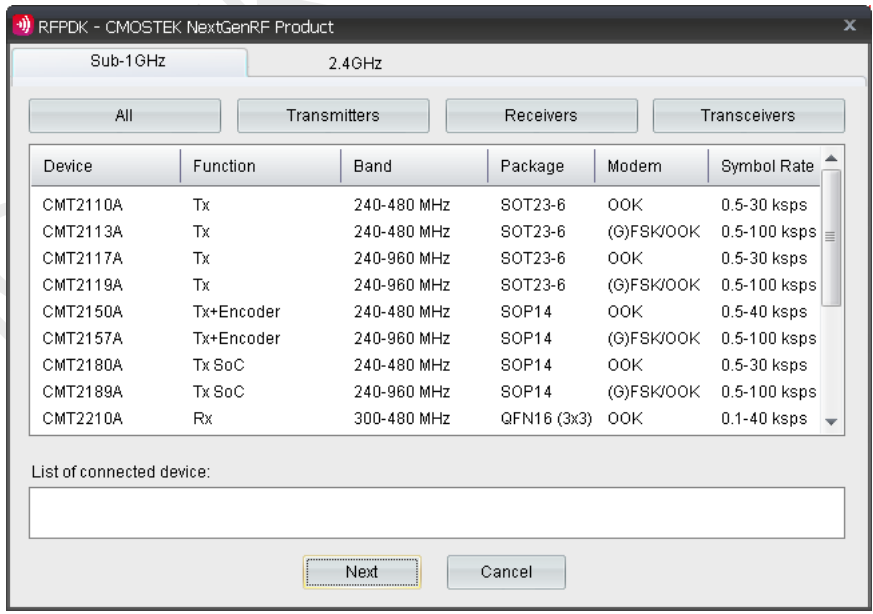 RFPDK - CMOSTEK NextGenRF Product x
Sub-1GHz 2.4GHz
All Transmitters Receivers Transceivers
Device Function Band Package Modem Symbol Rate
CMT2110A Tx 240-480 MHz SOT23-6 OOK 0.5-30 ksps
CMT2113A Tx 240-480 MHz SOT23-6 (G)FSK/OOK 0.5-100 ksps
CMT2117A Tx 240-960 MHz SOT23-6 OOK 0.5-30 ksps
CMT2119A Tx 240-960 MHz SOT23-6 (G)FSK/OOK 0.5-100 ksps
CMT2150A Tx+Encoder 240-480 MHz SOP14 OOK 0.5-40 ksps
CMT2157A Tx+Encoder 240-960 MHz SOP14 (G)FSK/OOK 0.5-100 ksps
CMT2180A Tx SoC 240-480 MHz SOP14 OOK 0.5-30 ksps
CMT2189A Tx SoC 240-960 MHz SOP14 (G)FSK/OOK 0.5-100 ksps
CMT2210A Rx 300-480 MHz QFN16 (3x3) OOK 0.1-40 ksps
List of connected device:
Next Cancel